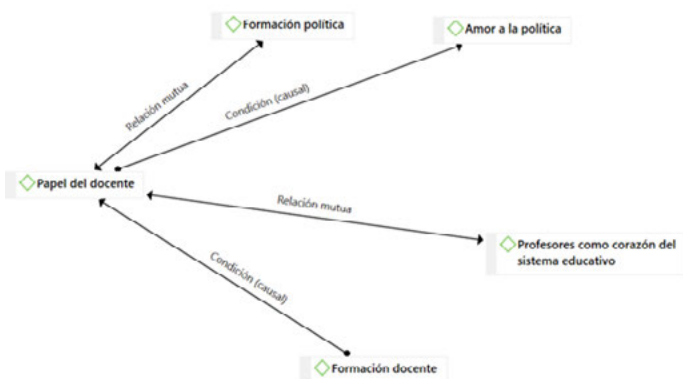 Formación política
Amor a la política
Relación mutua
Condición (causal)
Papel del docente
Relación mutua
Profesores como corazón del
sistema educativo
Condición (causal)
Formación docente